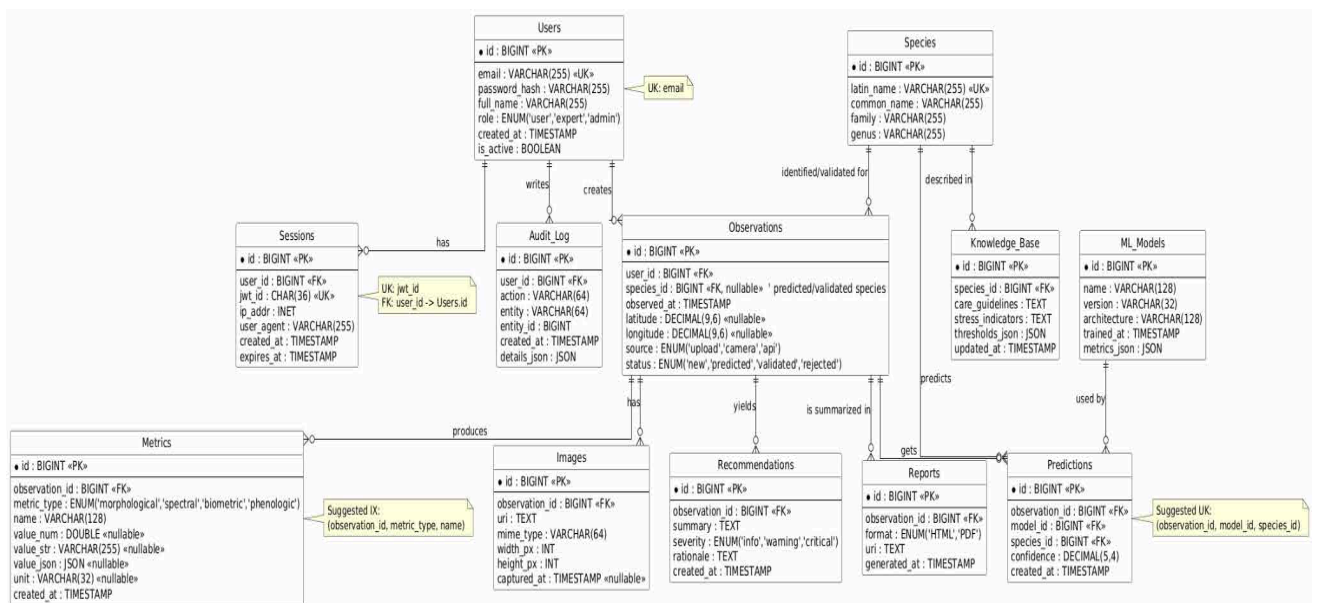 Users
● id : BIGINT «PK»
email : VARCHAR(255) «UK»
password_hash : VARCHAR(255)
full_name : VARCHAR(255)
role : ENUM('user','expert','admin')
created_at : TIMESTAMP
is_active : BOOLEAN
UK: email
Species
● id : BIGINT «PK»
latin_name : VARCHAR(255) «UK»
common_name : VARCHAR(255)
family : VARCHAR(255)
genus : VARCHAR(255)
writes
creates
identified/validated for
described in
has
Sessions
● id : BIGINT «PK»
user_id : BIGINT «FK»
jwt_id : CHAR(36) «UK»
ip_addr : INET
user_agent : VARCHAR(255)
created_at : TIMESTAMP
expires_at : TIMESTAMP
UK: jwt_id
FK: user_id -> Users.id
Audit_Log
● id : BIGINT «PK»
user_id : BIGINT «FK»
action : VARCHAR(64)
entity : VARCHAR(64)
entity_id : BIGINT
created_at : TIMESTAMP
details_json : JSON
Observations
● id : BIGINT «PK»
user_id : BIGINT «FK»
species_id : BIGINT «FK, nullable» ' predicted/validated species
observed_at : TIMESTAMP
latitude : DECIMAL(9,6) «nullable»
longitude : DECIMAL(9,6) «nullable»
source : ENUM('upload','camera','api')
status : ENUM('new','predicted','validated','rejected')
Knowledge_Base
● id : BIGINT «PK»
species_id : BIGINT «FK»
care_guidelines : TEXT
stress_indicators : TEXT
thresholds_json : JSON
updated_at : TIMESTAMP
ML_Models
● id : BIGINT «PK»
name : VARCHAR(128)
version : VARCHAR(32)
architecture : VARCHAR(128)
trained_at : TIMESTAMP
metrics_json : JSON
produces
has
yields
is summarized in
gets
predicts
used by
Metrics
● id : BIGINT «PK»
observation_id : BIGINT «FK»
metric_type : ENUM('morphological','spectral','biometric','phenologic')
name : VARCHAR(128)
value_num : DOUBLE «nullable»
value_str : VARCHAR(255) «nullable»
value_json : JSON «nullable»
unit : VARCHAR(32) «nullable»
created_at : TIMESTAMP
Suggested IX:
(observation_id, metric_type, name)
Images
● id : BIGINT «PK»
observation_id : BIGINT «FK»
uri : TEXT
mime_type : VARCHAR(64)
width_px : INT
height_px : INT
captured_at : TIMESTAMP «nullable»
Recommendations
● id : BIGINT «PK»
observation_id : BIGINT «FK»
summary : TEXT
severity : ENUM('info','warning','critical')
rationale : TEXT
created_at : TIMESTAMP
Reports
● id : BIGINT «PK»
observation_id : BIGINT «FK»
format : ENUM('HTML','PDF')
uri : TEXT
generated_at : TIMESTAMP
Predictions
● id : BIGINT «PK»
observation_id : BIGINT «FK»
model_id : BIGINT «FK»
species_id : BIGINT «FK»
confidence : DECIMAL(5,4)
created_at : TIMESTAMP
Suggested UK:
(observation_id, model_id, species_id)